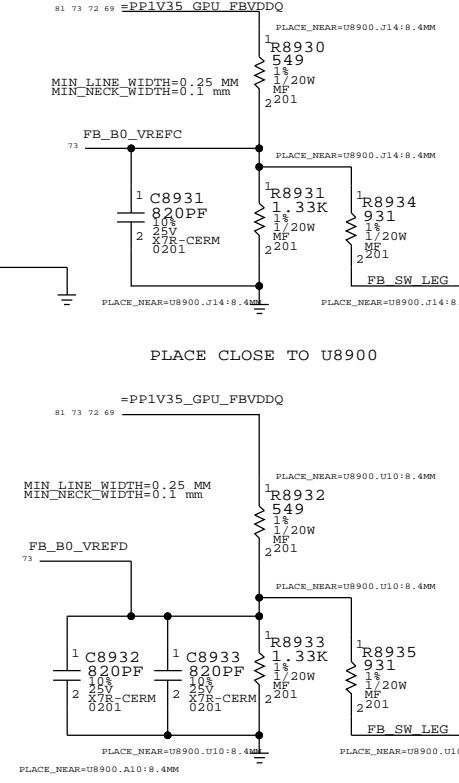 81 73 72 69 =PP1V35_GPU_FBVDDQ
PLACE_NEAR=U8900.J14:8.4MM
1
R8930
549
1%
1/20W
MF
2 201
MIN_LINE_WIDTH=0.25 MM
MIN_NECK_WIDTH=0.1 mm
FB_B0_VREFC
73
PLACE_NEAR=U8900.J14:8.4MM
1
C8931
820PF
10%
25V
2 X7R-CERM
0201
1
R8931
1.33K
1%
1/20W
MF
2 201
1
R8934
931
1%
1/20W
MF
2 201
FB_SW_LEG
PLACE_NEAR=U8900.J14:8.4MM
PLACE_NEAR=U8900.J14:8.
PLACE CLOSE TO U8900
=PP1V35_GPU_FBVDDQ
81 73 72 69
PLACE_NEAR=U8900.U10:8.4MM
MIN_LINE_WIDTH=0.25 MM
MIN_NECK_WIDTH=0.1 mm
1
R8932
549
1%
1/20W
MF
2 201
FB_B0_VREFD
73
PLACE_NEAR=U8900.U10:8.4MM
1
C8932
820PF
10%
25V
2 X7R-CERM
0201
1
C8933
820PF
10%
25V
2 X7R-CERM
0201
1
R8933
1.33K
1%
1/20W
MF
2 201
1
R8935
931
1%
1/20W
MF
2 201
FB_SW_LEG
PLACE_NEAR=U8900.U10:8.4MM
PLACE_NEAR=U8900.U10
PLACE_NEAR=U8900.A10:8.4MM